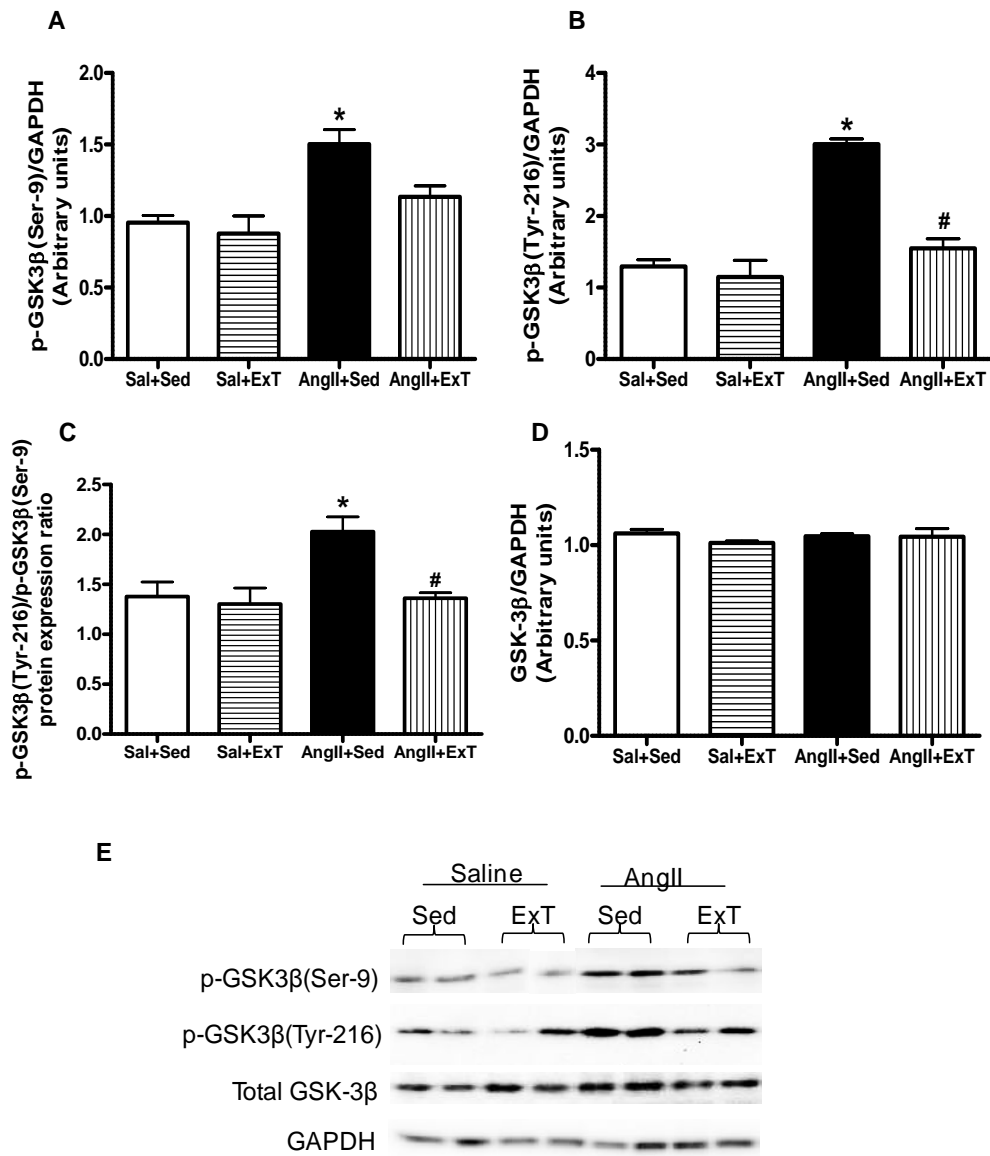 A
p-GSK3β(Ser-9)/GAPDH
(Arbitrary units)
2.0
1.5
1.0
0.5
0.0
*
Sal+Sed Sal+ExT AngII+Sed AngII+ExT
B
p-GSK3β(Tyr-216)/GAPDH
(Arbitrary units)
4
3
2
1
0
*
#
Sal+Sed Sal+ExT AngII+Sed AngII+ExT
C
p-GSK3β(Tyr-216)/p-GSK3β(Ser-9)
protein expression ratio
2.5
2.0
1.5
1.0
0.5
0.0
*
#
Sal+Sed Sal+ExT AngII+Sed AngII+ExT
D
GSK-3β/GAPDH
(Arbitrary units)
1.5
1.0
0.5
0.0
Sal+Sed Sal+ExT AngII+Sed AngII+ExT
E
Saline AngII
Sed ExT Sed ExT
p-GSK3β(Ser-9)
p-GSK3β(Tyr-216)
Total GSK-3β
GAPDH